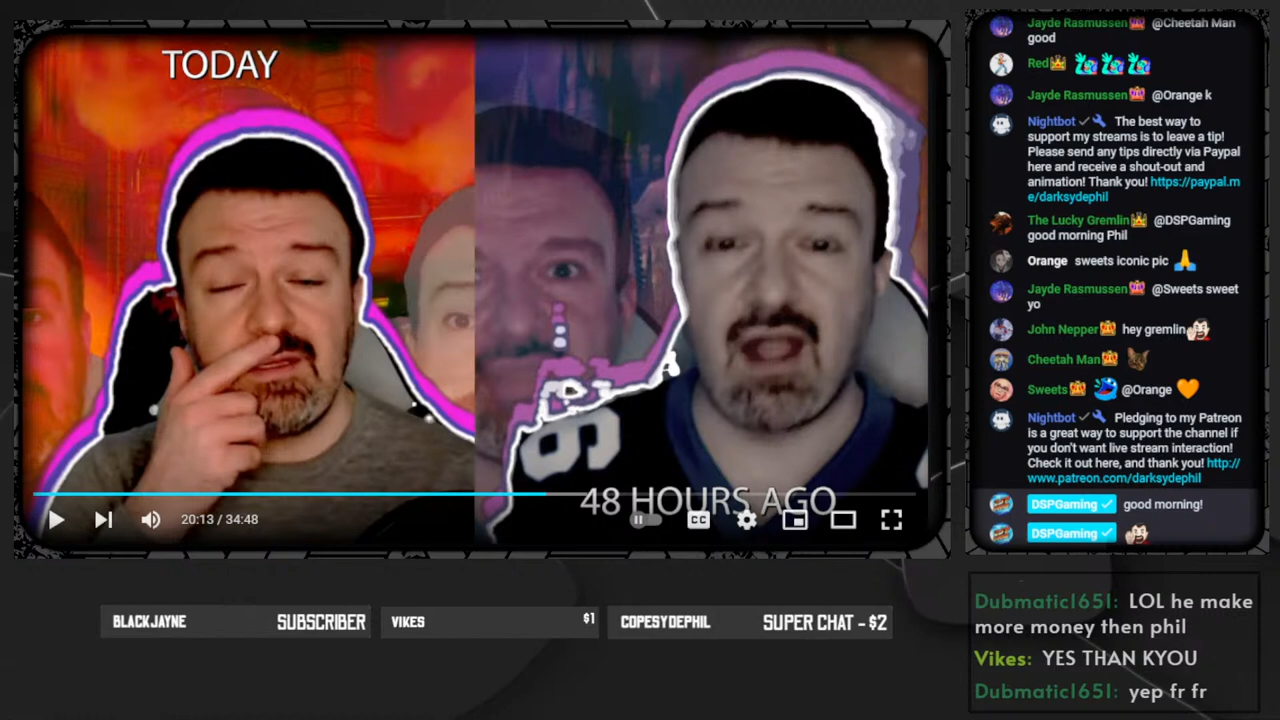 TODAY
48 HOURS AGO
20:13 / 34:48
CC
BLACKJAYNE SUBSCRIBER
VIKES $1
COPESYDEPHIL SUPER CHAT - $2
Jayde Rasmussen @Cheetah Man
good
Red
Jayde Rasmussen @Orange k
Nightbot The best way to
support my streams is to leave a tip!
Please send any tips directly via Paypal
here and receive a shout-out and
animation! Thank you! https://paypal.m
e/darksydephil
The Lucky Gremlin @DSPGaming
good morning Phil
Orange sweets iconic pic
Jayde Rasmussen @Sweets sweet
yo
John Nepper hey gremlin
Cheetah Man
Sweets @Orange
Nightbot Pledging to my Patreon
is a great way to support the channel if
you don't want live stream interaction!
Check it out here, and thank you! http://
www.patreon.com/darksydephil
DSPGaming good morning!
DSPGaming
Dubmatic1651: LOL he make
more money then phil
Vikes: YES THAN KYOU
Dubmatic1651: yep fr fr